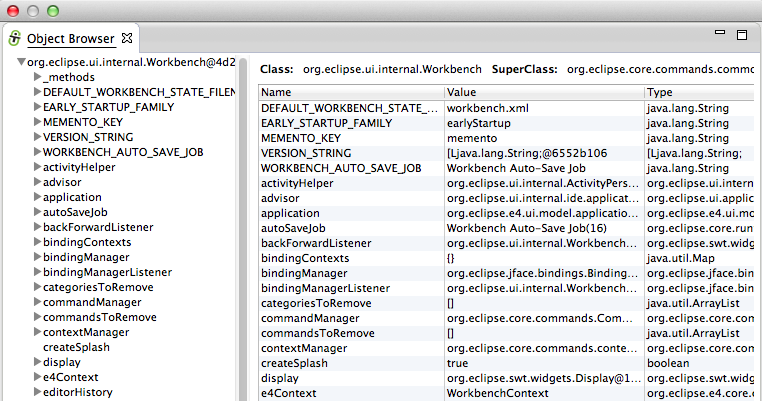 Object Browser
org.eclipse.ui.internal.Workbench@4d2
_methods
DEFAULT_WORKBENCH_STATE_FILEN
EARLY_STARTUP_FAMILY
MEMENTO_KEY
VERSION_STRING
WORKBENCH_AUTO_SAVE_JOB
activityHelper
advisor
application
autoSaveJob
backForwardListener
bindingContexts
bindingManager
bindingManagerListener
categoriesToRemove
commandManager
commandsToRemove
contextManager
createSplash
display
e4Context
editorHistory
Class: org.eclipse.ui.internal.Workbench SuperClass: org.eclipse.core.commands.commo
Name Value Type
DEFAULT_WORKBENCH_STATE_... workbench.xml java.lang.String
EARLY_STARTUP_FAMILY earlyStartup java.lang.String
MEMENTO_KEY memento java.lang.String
VERSION_STRING [Ljava.lang.String;@6552b106 [Ljava.lang.String;
WORKBENCH_AUTO_SAVE_JOB Workbench Auto-Save Job java.lang.String
activityHelper org.eclipse.ui.internal.ActivityPers... org.eclipse.ui.intern
advisor org.eclipse.ui.internal.ide.applicat... org.eclipse.ui.applic
application org.eclipse.e4.ui.model.applicatio... org.eclipse.e4.ui.mo
autoSaveJob Workbench Auto-Save Job(16) org.eclipse.core.run
backForwardListener org.eclipse.ui.internal.Workbench... org.eclipse.swt.widg
bindingContexts {} java.util.Map
bindingManager org.eclipse.jface.bindings.Binding... org.eclipse.jface.bin
bindingManagerListener org.eclipse.ui.internal.Workbench... org.eclipse.jface.bin
categoriesToRemove [] java.util.ArrayList
commandManager org.eclipse.core.commands.Com... org.eclipse.core.com
commandsToRemove [] java.util.ArrayList
contextManager org.eclipse.core.commands.conte... org.eclipse.core.com
createSplash true boolean
display org.eclipse.swt.widgets.Display@1... org.eclipse.swt.widg
e4Context WorkbenchContext org.eclipse.e4.core.c